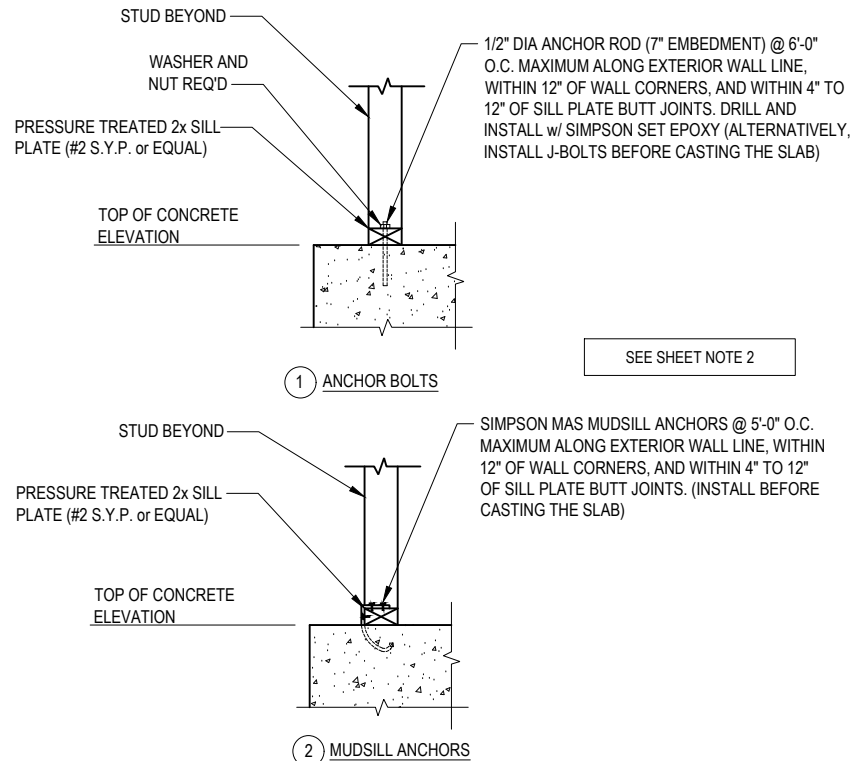 STUD BEYOND
WASHER AND
NUT REQ'D
PRESSURE TREATED 2x SILL
PLATE (#2 S.Y.P. or EQUAL)
TOP OF CONCRETE
ELEVATION
1/2" DIA ANCHOR ROD (7" EMBEDMENT) @ 6'-0"
O.C. MAXIMUM ALONG EXTERIOR WALL LINE,
WITHIN 12" OF WALL CORNERS, AND WITHIN 4" TO
12" OF SILL PLATE BUTT JOINTS. DRILL AND
INSTALL w/ SIMPSON SET EPOXY (ALTERNATIVELY,
INSTALL J-BOLTS BEFORE CASTING THE SLAB)
1 ANCHOR BOLTS
SEE SHEET NOTE 2
STUD BEYOND
PRESSURE TREATED 2x SILL
PLATE (#2 S.Y.P. or EQUAL)
TOP OF CONCRETE
ELEVATION
SIMPSON MAS MUDSILL ANCHORS @ 5'-0" O.C.
MAXIMUM ALONG EXTERIOR WALL LINE, WITHIN
12" OF WALL CORNERS, AND WITHIN 4" TO 12"
OF SILL PLATE BUTT JOINTS. (INSTALL BEFORE
CASTING THE SLAB)
2 MUDSILL ANCHORS